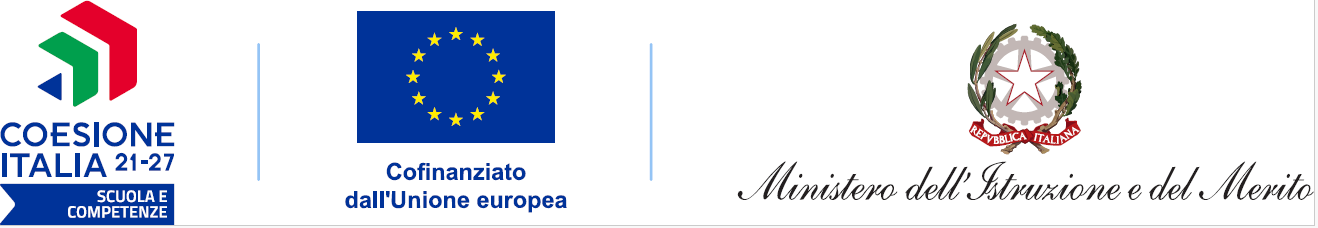 COESIONE
ITALIA 21-27
SCUOLA E
COMPETENZE
Cofinanziato
dall'Unione europea
REPVBBLICA ITALIANA
Ministero dell'Istruzione e del Merito